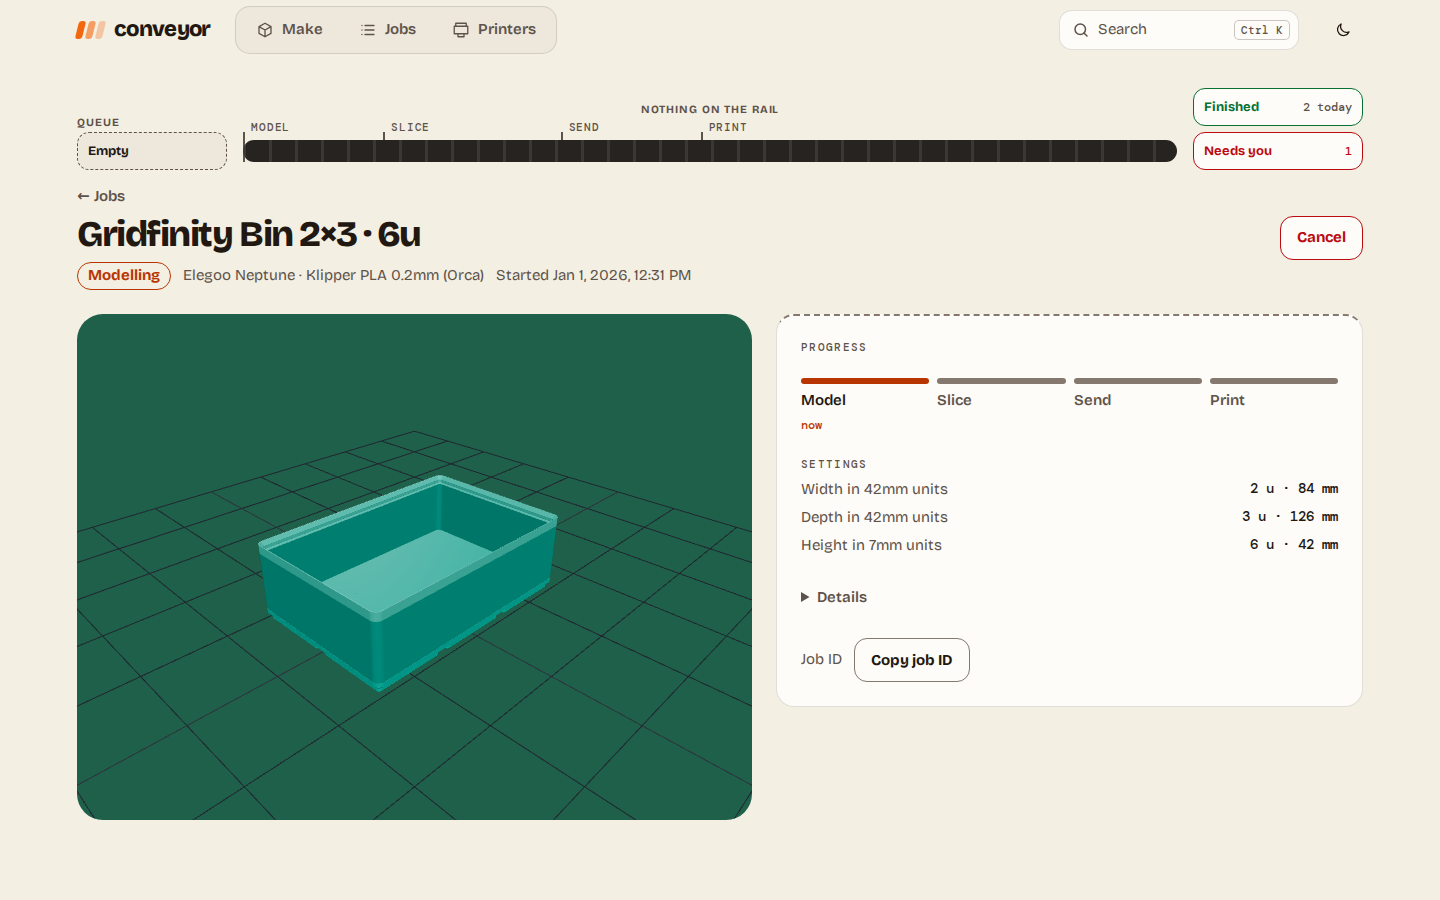 conveyor
Make
Jobs
Printers
Search
Ctrl K
QUEUE
Empty
NOTHING ON THE RAIL
MODEL
SLICE
SEND
PRINT
Finished 2 today
Needs you 1
← Jobs
Gridfinity Bin 2×3 · 6u
Cancel
Modelling
Elegoo Neptune · Klipper PLA 0.2mm (Orca)
Started Jan 1, 2026, 12:31 PM
PROGRESS
Model
Slice
Send
Print
now
SETTINGS
Width in 42mm units 2 u · 84 mm
Depth in 42mm units 3 u · 126 mm
Height in 7mm units 6 u · 42 mm
Details
Job ID
Copy job ID